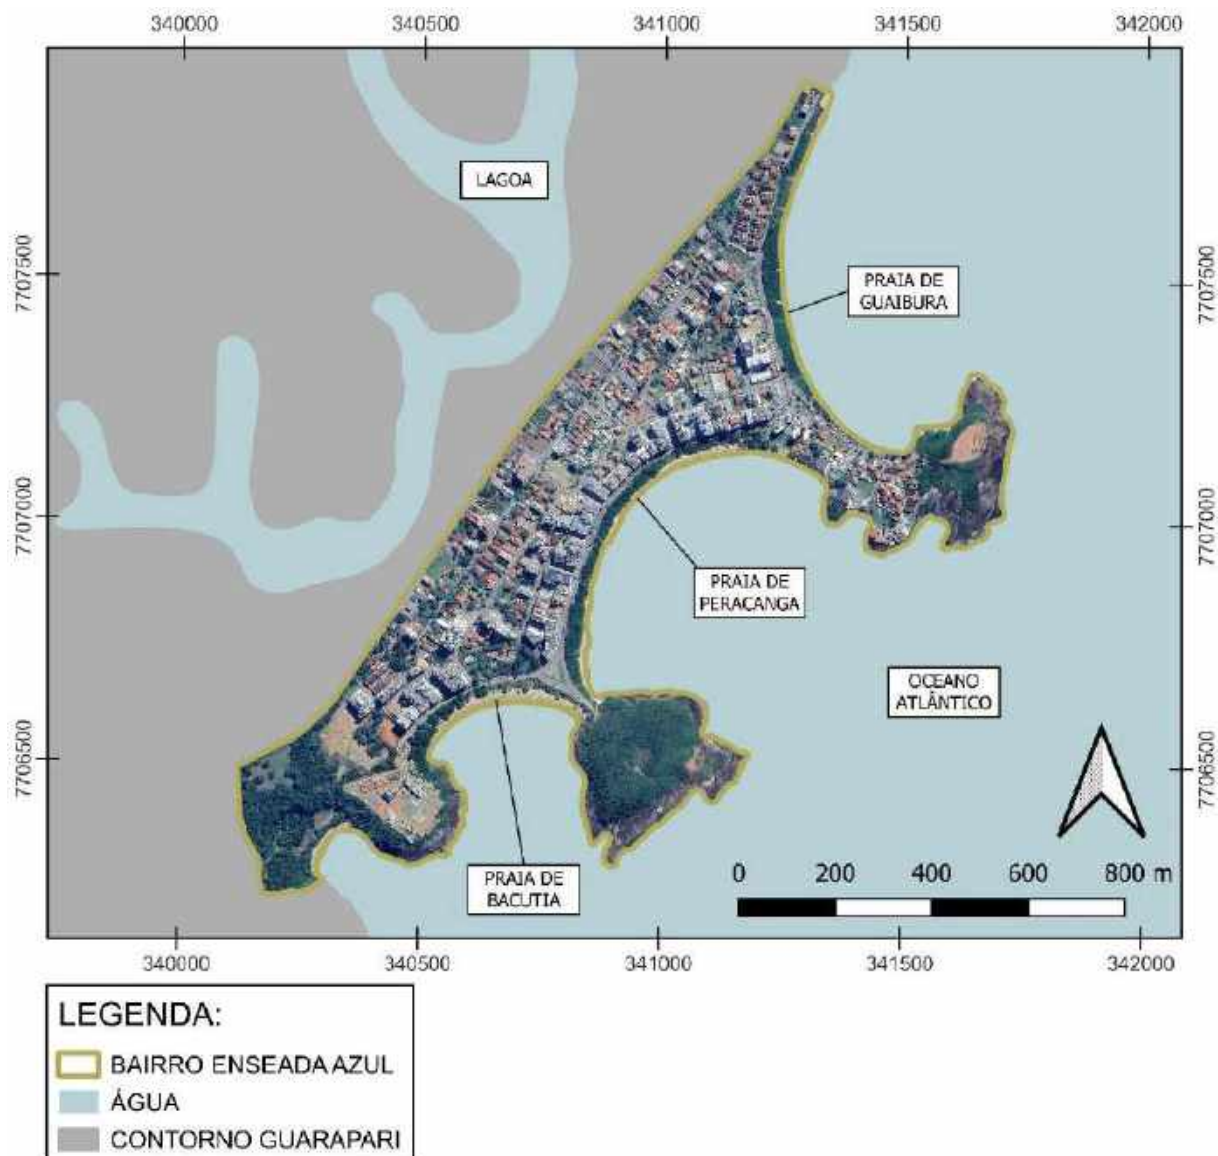 340000 340500 341000 341500 342000
LAGOA
7707500
7707500
PRAIA DE
GUAIBURA
7707000
7707000
PRAIA DE
PERACANGA
OCEANO
ATLÂNTICO
7706500
7706500
0 200 400 600 800 m
PRAIA DE
BACUTIA
340000 340500 341000 341500 342000
LEGENDA:
BAIRRO ENSEADA AZUL
ÁGUA
CONTORNO GUARAPARI